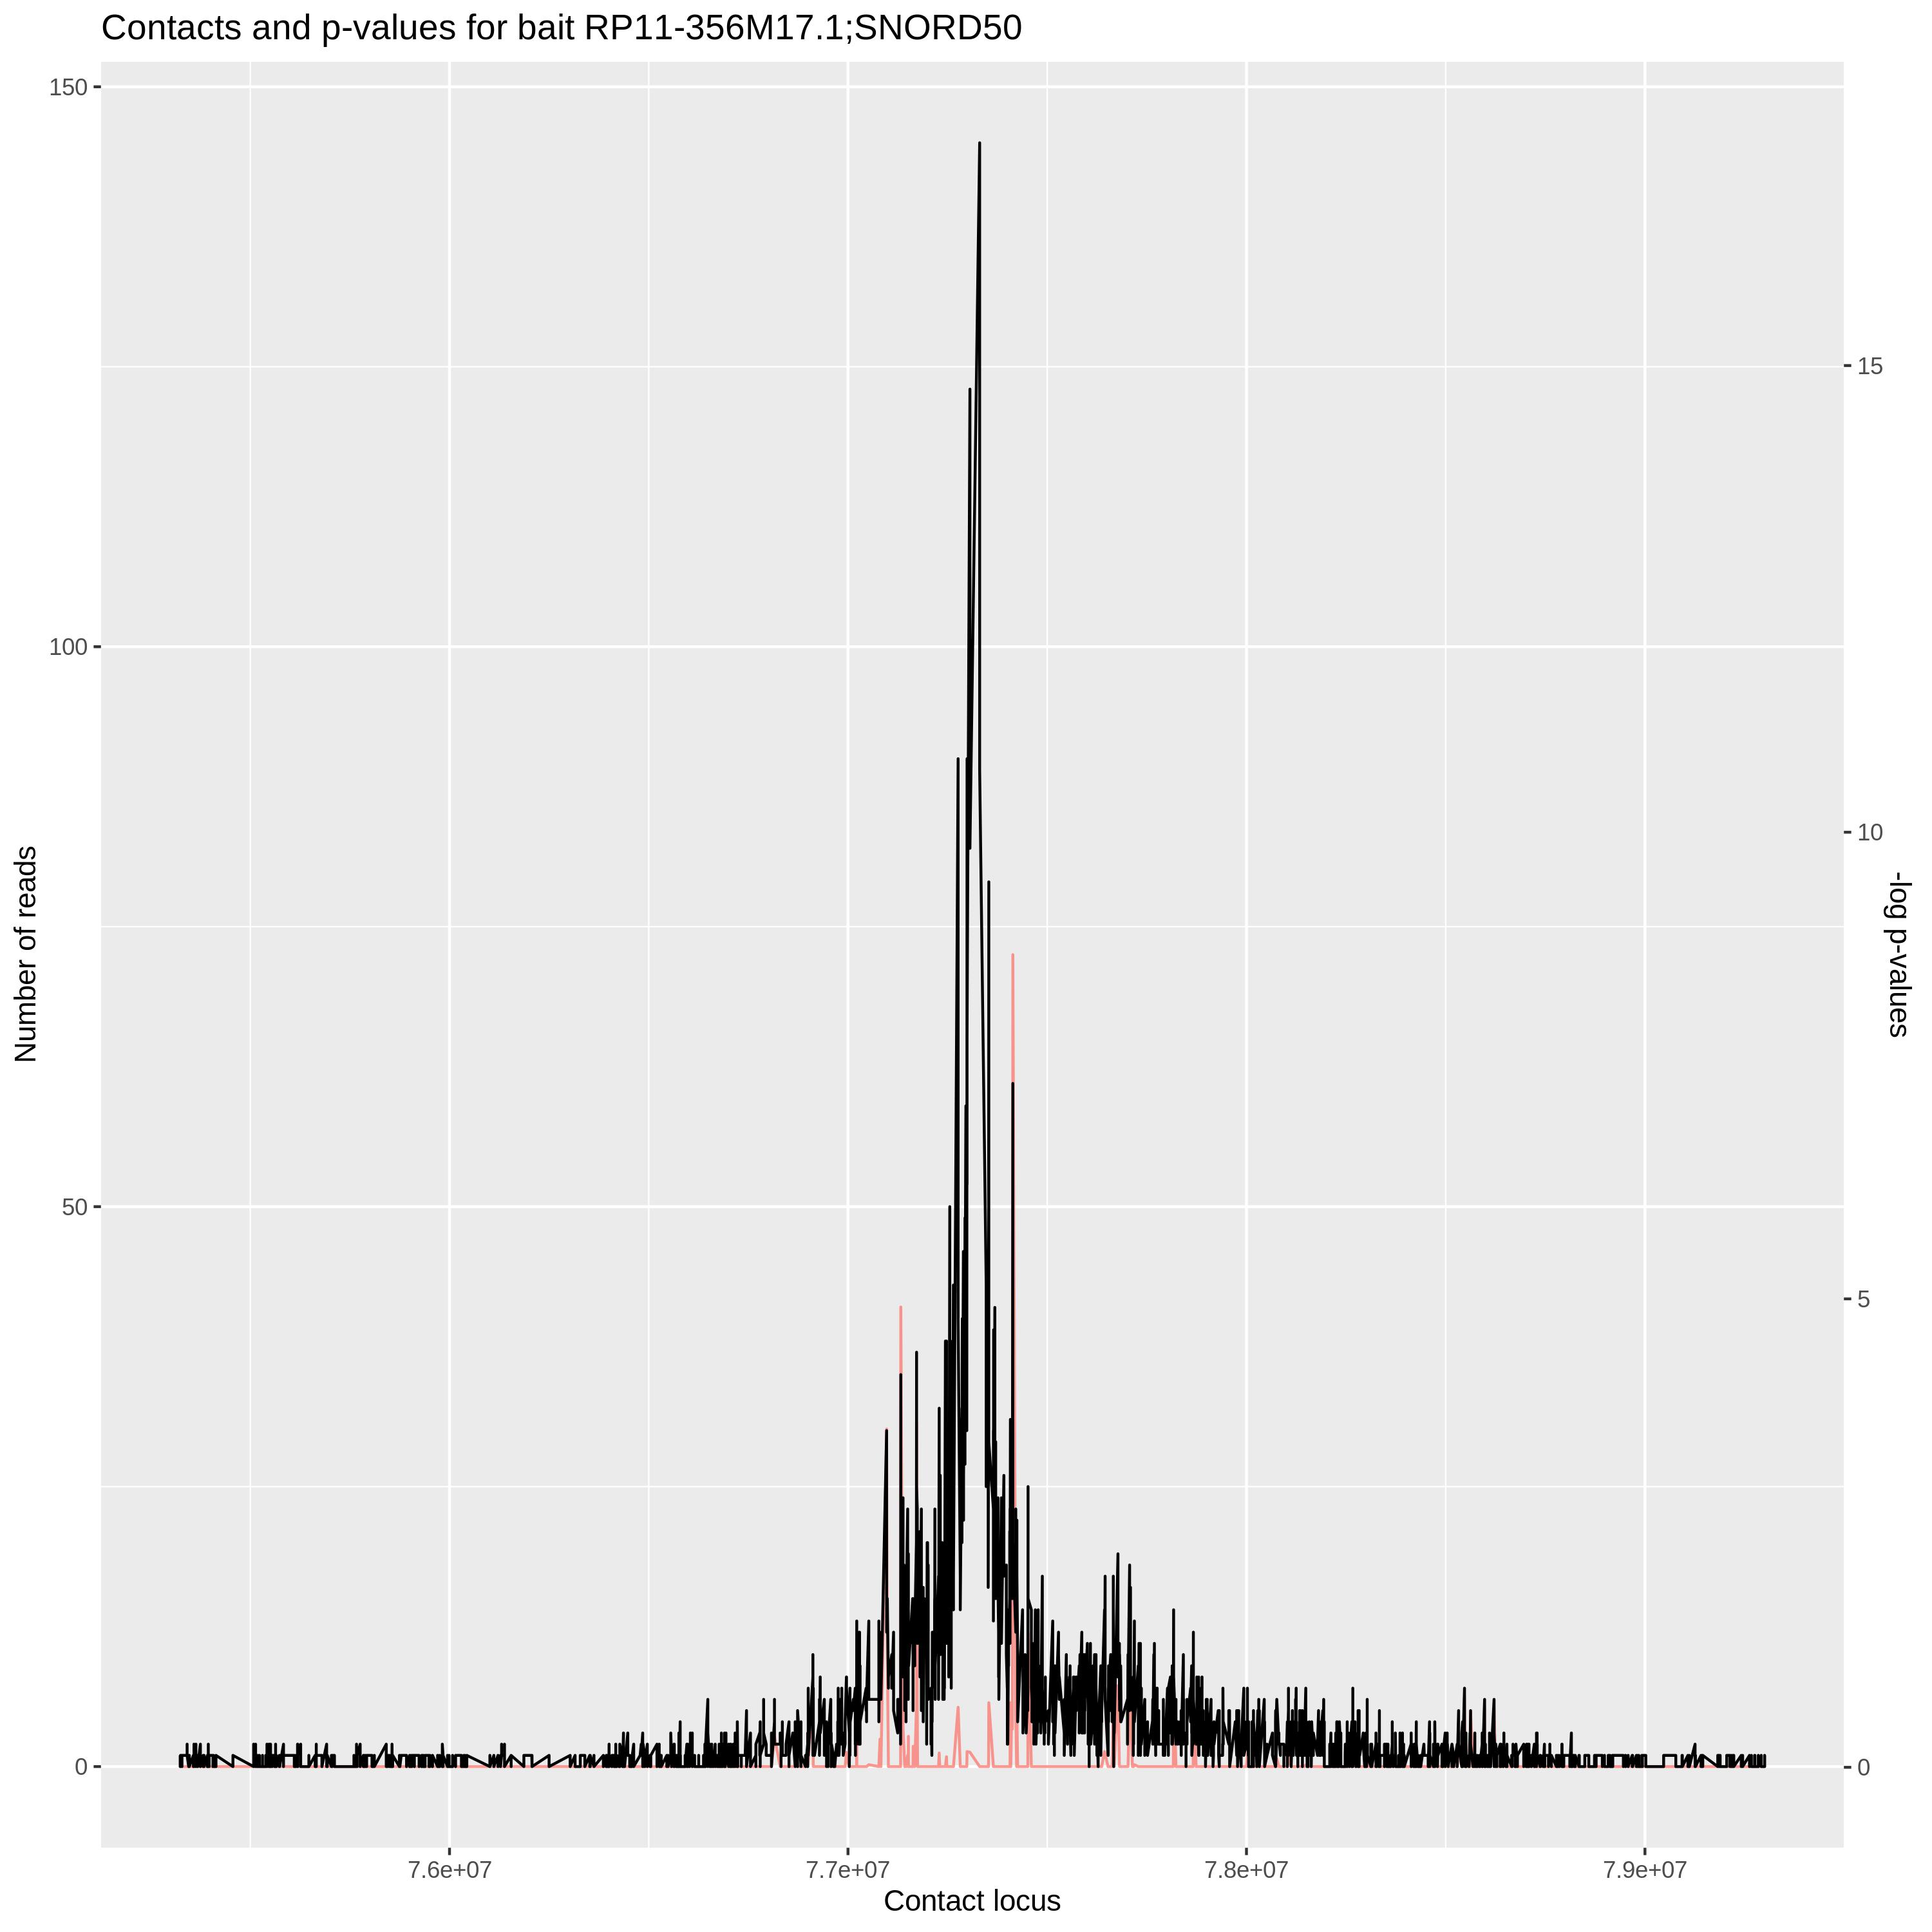 Contacts and p-values for bait RP11-356M17.1;SNORD50
150
100
50
0
Number of reads
15
10
5
0
-log p-values
7.6e+07
7.7e+07
7.8e+07
7.9e+07
Contact locus